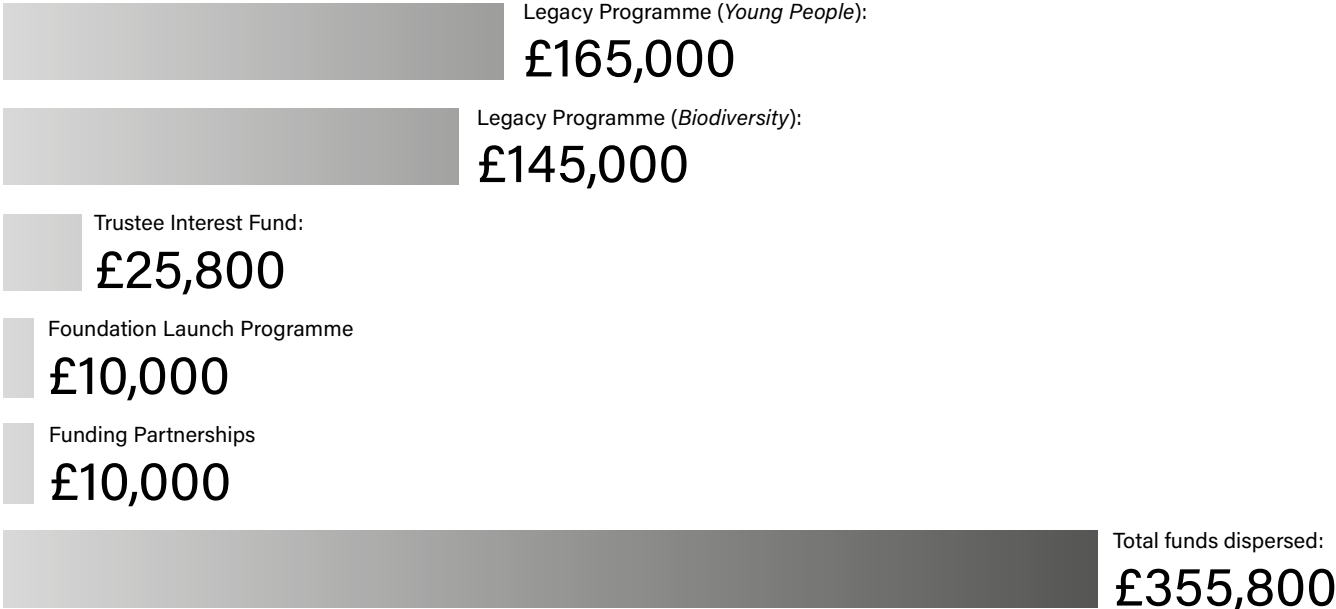 Legacy Programme (Young People):
£165,000
Legacy Programme (Biodiversity):
£145,000
Trustee Interest Fund:
£25,800
Foundation Launch Programme
£10,000
Funding Partnerships
£10,000
Total funds dispersed:
£355,800